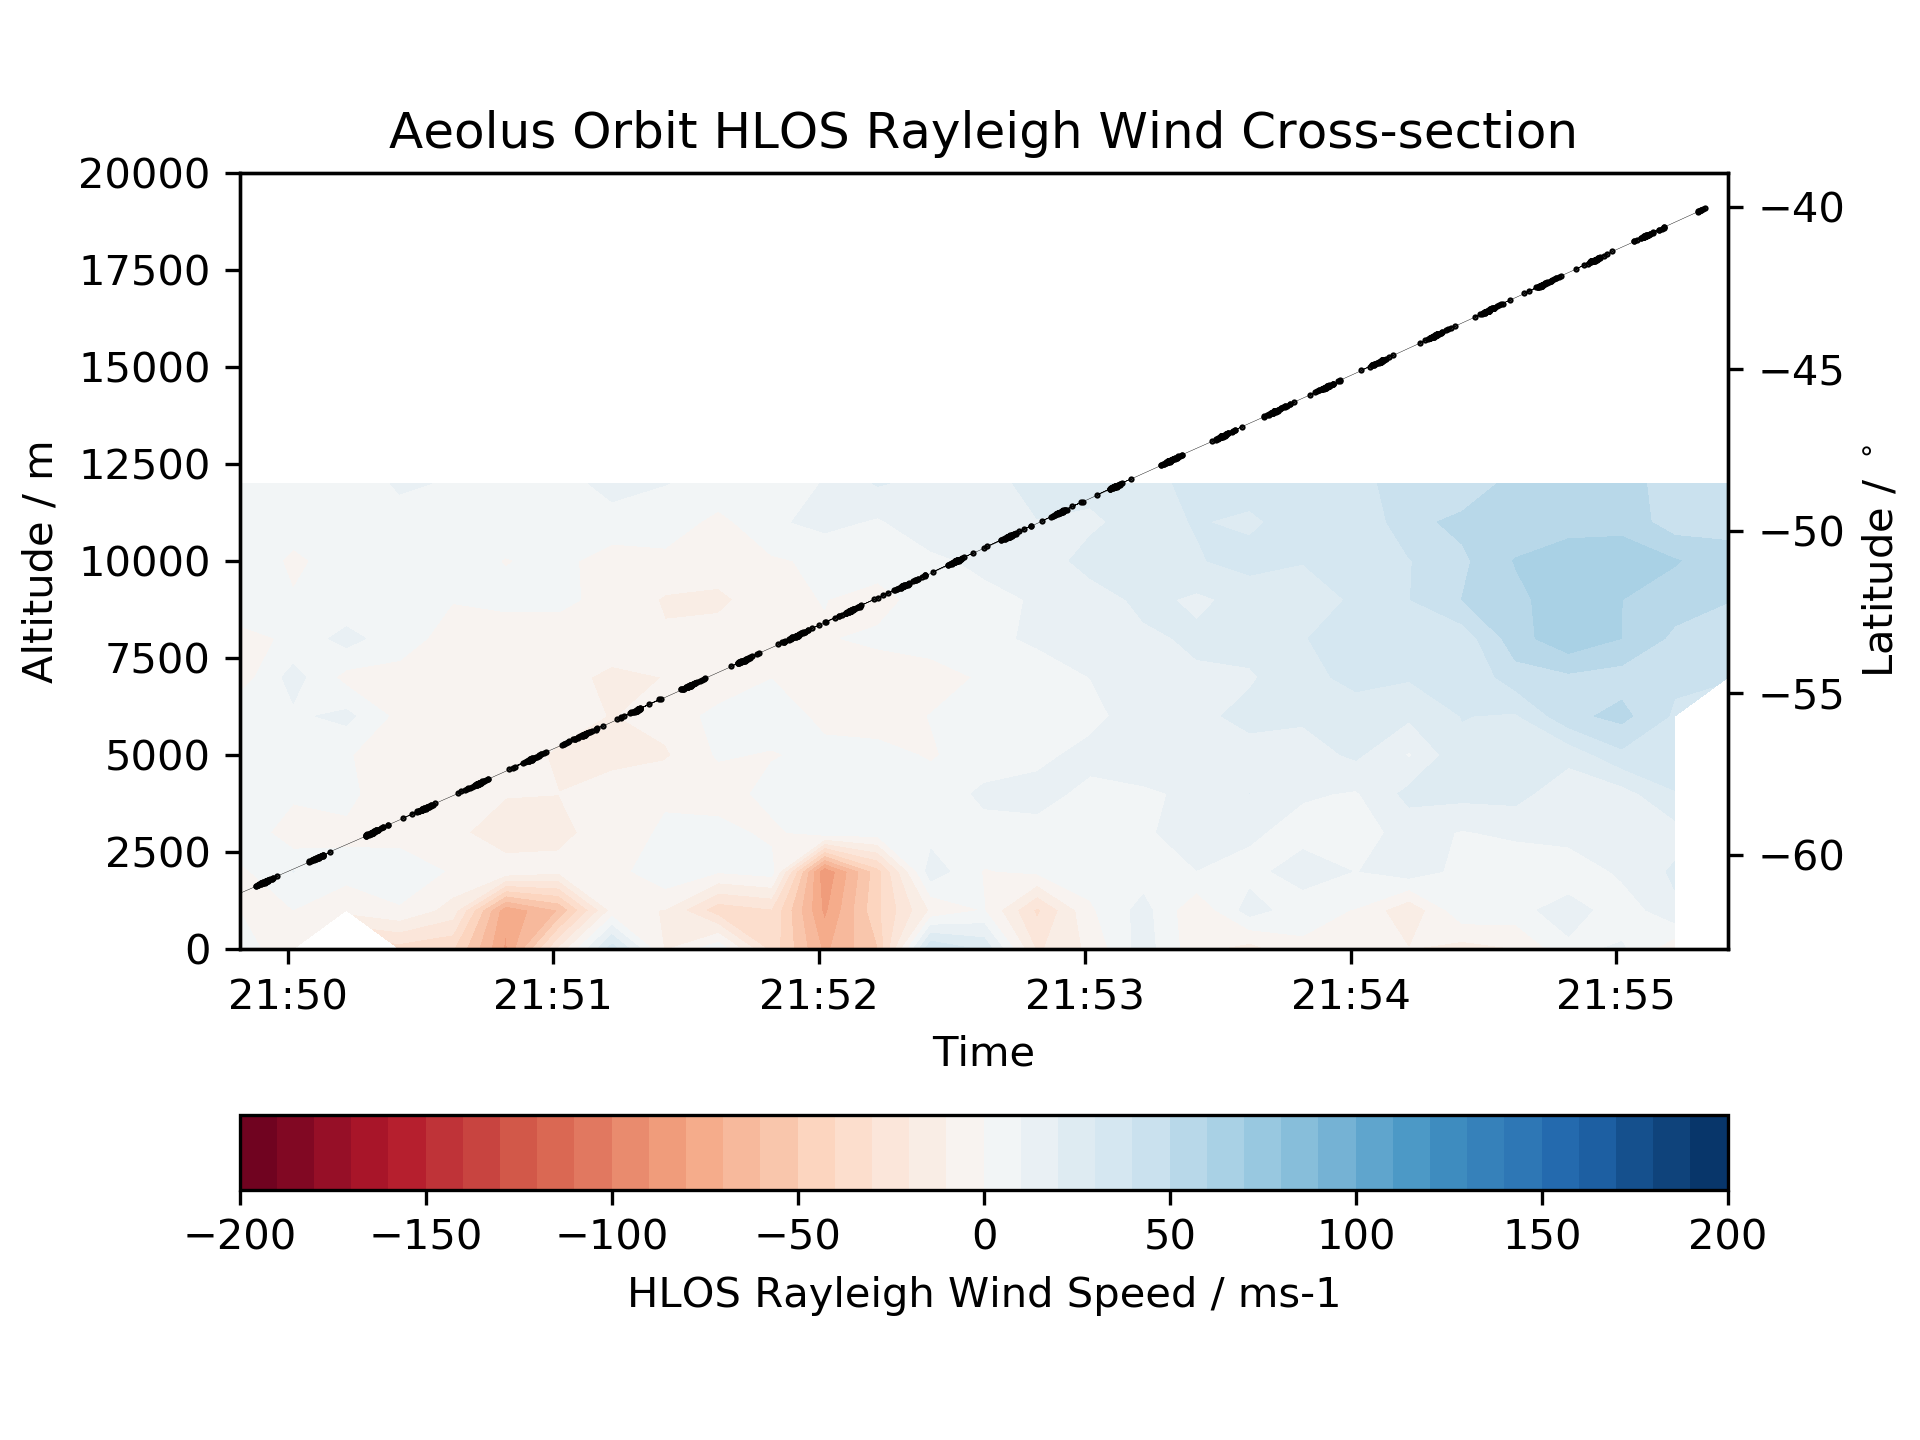 Aeolus Orbit HLOS Rayleigh Wind Cross-section
20000
17500
15000
12500
10000
7500
5000
2500
0
Altitude / m
−40
−45
−50
−55
−60
Latitude / °
21:50 21:51 21:52 21:53 21:54 21:55
Time
−200 −150 −100 −50 0 50 100 150 200
HLOS Rayleigh Wind Speed / ms-1